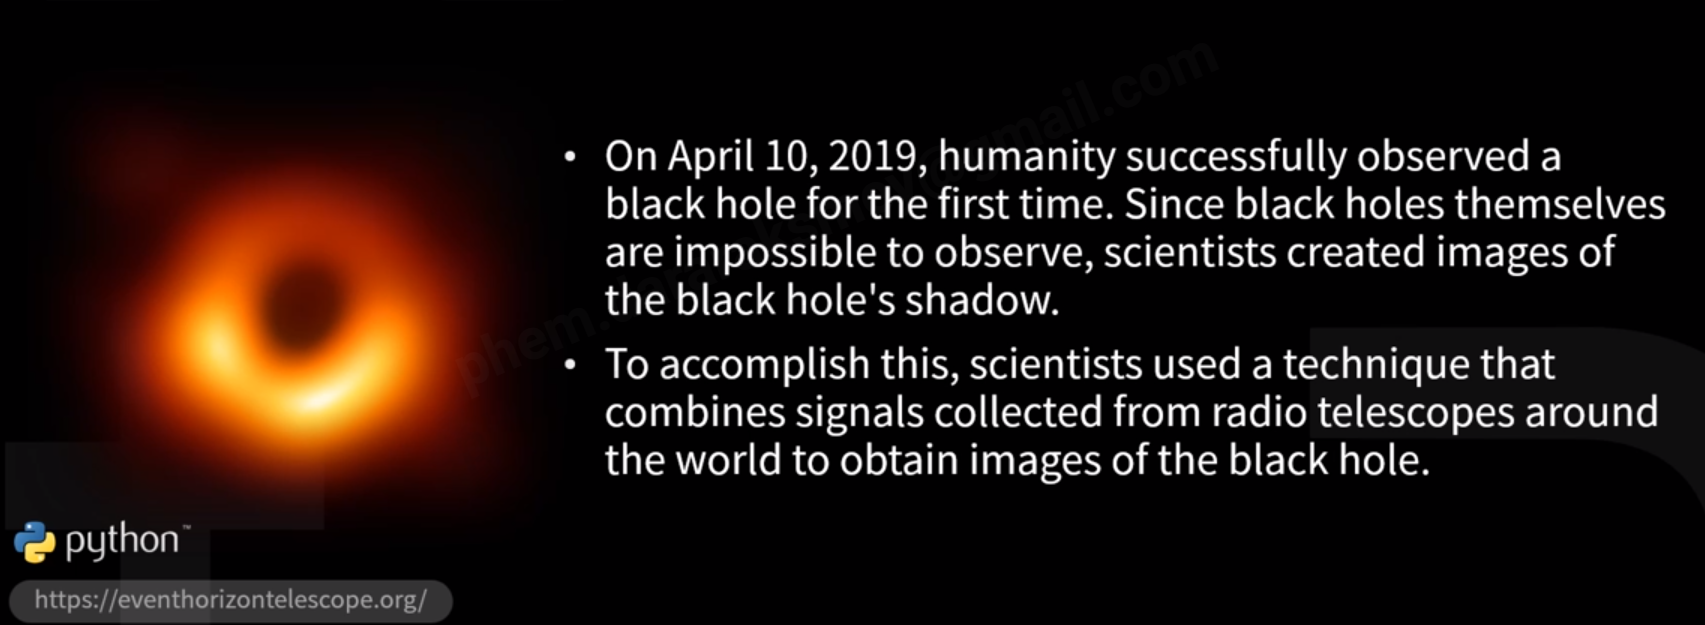 • On April 10, 2019, humanity successfully observed a
black hole for the first time. Since black holes themselves
are impossible to observe, scientists created images of
the black hole's shadow.
• To accomplish this, scientists used a technique that
combines signals collected from radio telescopes around
the world to obtain images of the black hole.
python™
https://eventhorizontelescope.org/